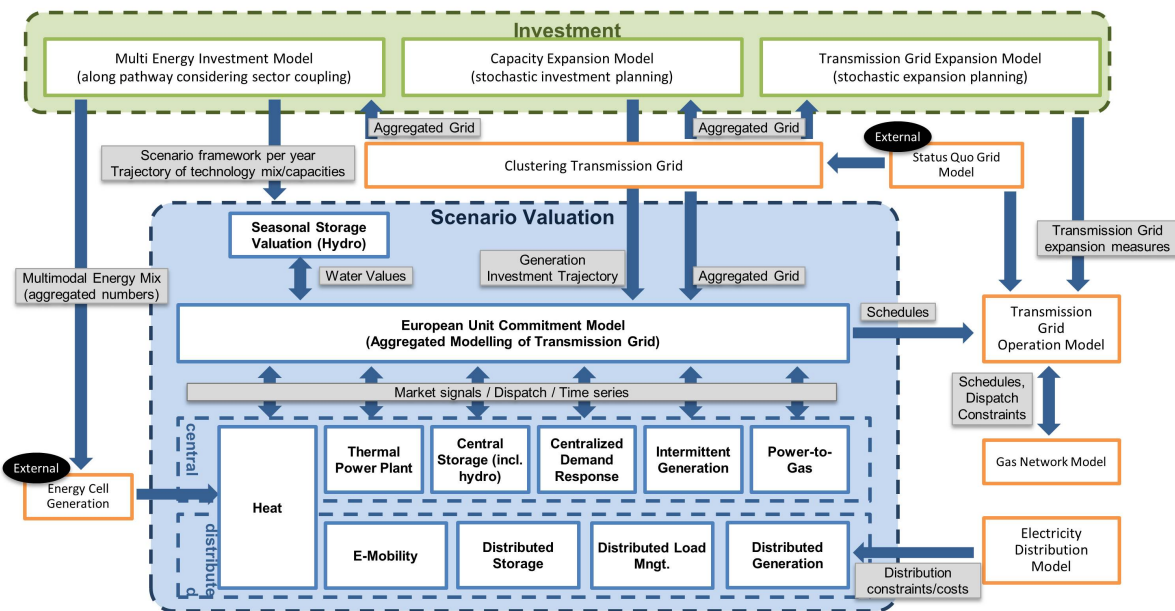 Investment
Multi Energy Investment Model
(along pathway considering sector coupling)
Capacity Expansion Model
(stochastic investment planning)
Transmission Grid Expansion Model
(stochastic expansion planning)
Aggregated Grid
Aggregated Grid
External
Scenario framework per year
Trajectory of technology mix/capacities
Clustering Transmission Grid
Status Quo Grid
Model
Scenario Valuation
Seasonal Storage
Valuation (Hydro)
Transmission Grid
expansion measures
Multimodal Energy Mix
(aggregated numbers)
Water Values
Generation
Investment Trajectory
Aggregated Grid
European Unit Commitment Model
(Aggregated Modelling of Transmission Grid)
Schedules
Transmission
Grid
Operation Model
Market signals / Dispatch / Time series
Schedules,
Dispatch
Constraints
central
Thermal
Power Plant
Central
Storage (incl.
hydro)
Centralized
Demand
Response
Intermittent
Generation
Power-to-
Gas
Gas Network Model
External
Energy Cell
Generation
Heat
distribute
d
E-Mobility
Distributed
Storage
Distributed Load
Mngt.
Distributed
Generation
Electricity
Distribution
Model
Distribution
constraints/costs